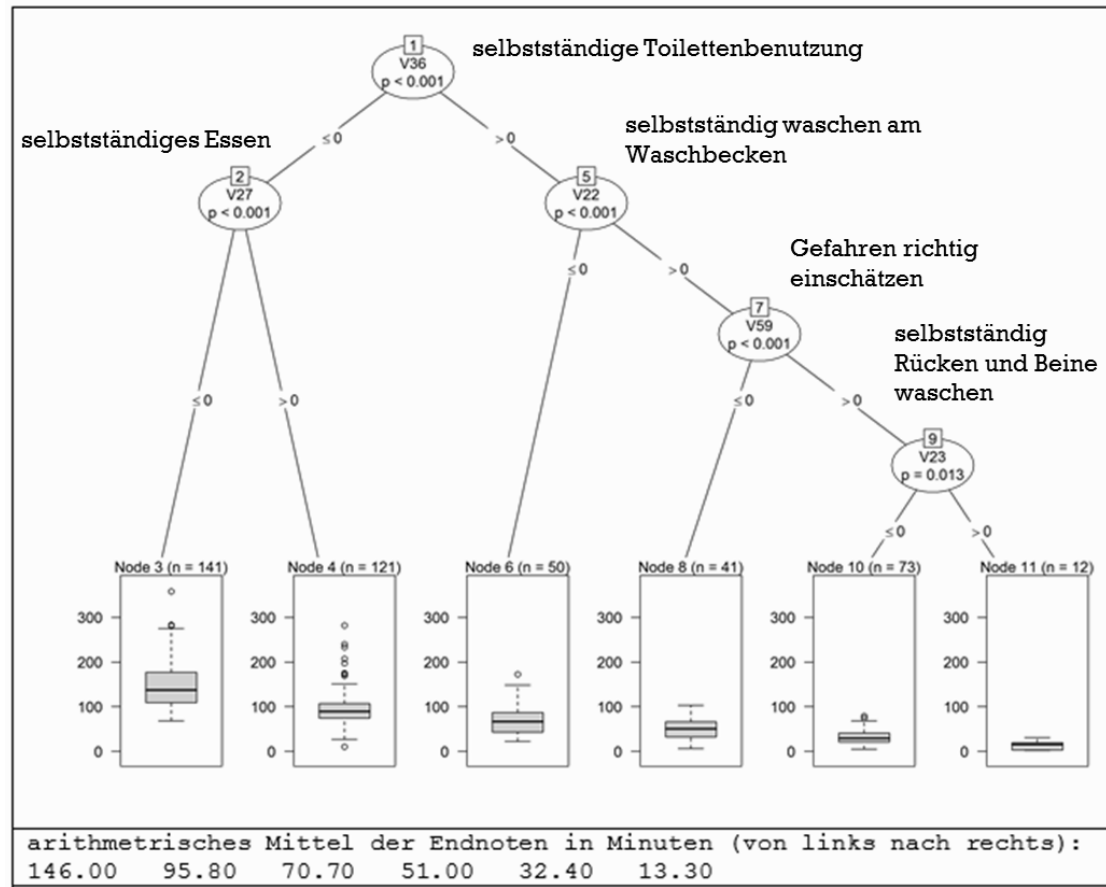 1
V36
p < 0.001
selbstständige Toilettenbenutzung
≤ 0
> 0
selbstständiges Essen
2
V27
p < 0.001
selbstständig waschen am
Waschbecken
5
V22
p < 0.001
≤ 0
> 0
Gefahren richtig
einschätzen
7
V59
p < 0.001
selbstständig
Rücken und Beine
waschen
≤ 0
> 0
≤ 0
> 0
9
V23
p = 0.013
≤ 0
> 0
Node 3 (n = 141)
300
200
100
0
Node 4 (n = 121)
300
200
100
0
Node 6 (n = 50)
300
200
100
0
Node 8 (n = 41)
300
200
100
0
Node 10 (n = 73)
300
200
100
0
Node 11 (n = 12)
300
200
100
0
arithmetrisches Mittel der Endnoten in Minuten (von links nach rechts):
146.00 95.80 70.70 51.00 32.40 13.30